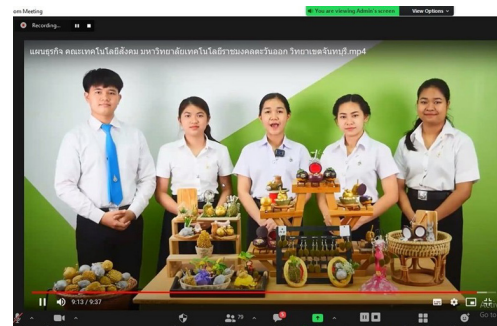 om Meeting
You are viewing Admin's screen
View Options
Recording...
แผนธุรกิจ คณะเทคโนโลยีสังคม มหาวิทยาลัยเทคโนโลยีราชมงคลตะวันออก วิทยาเขตจันทบุรี.mp4
9:13 / 9:37
79
Go to